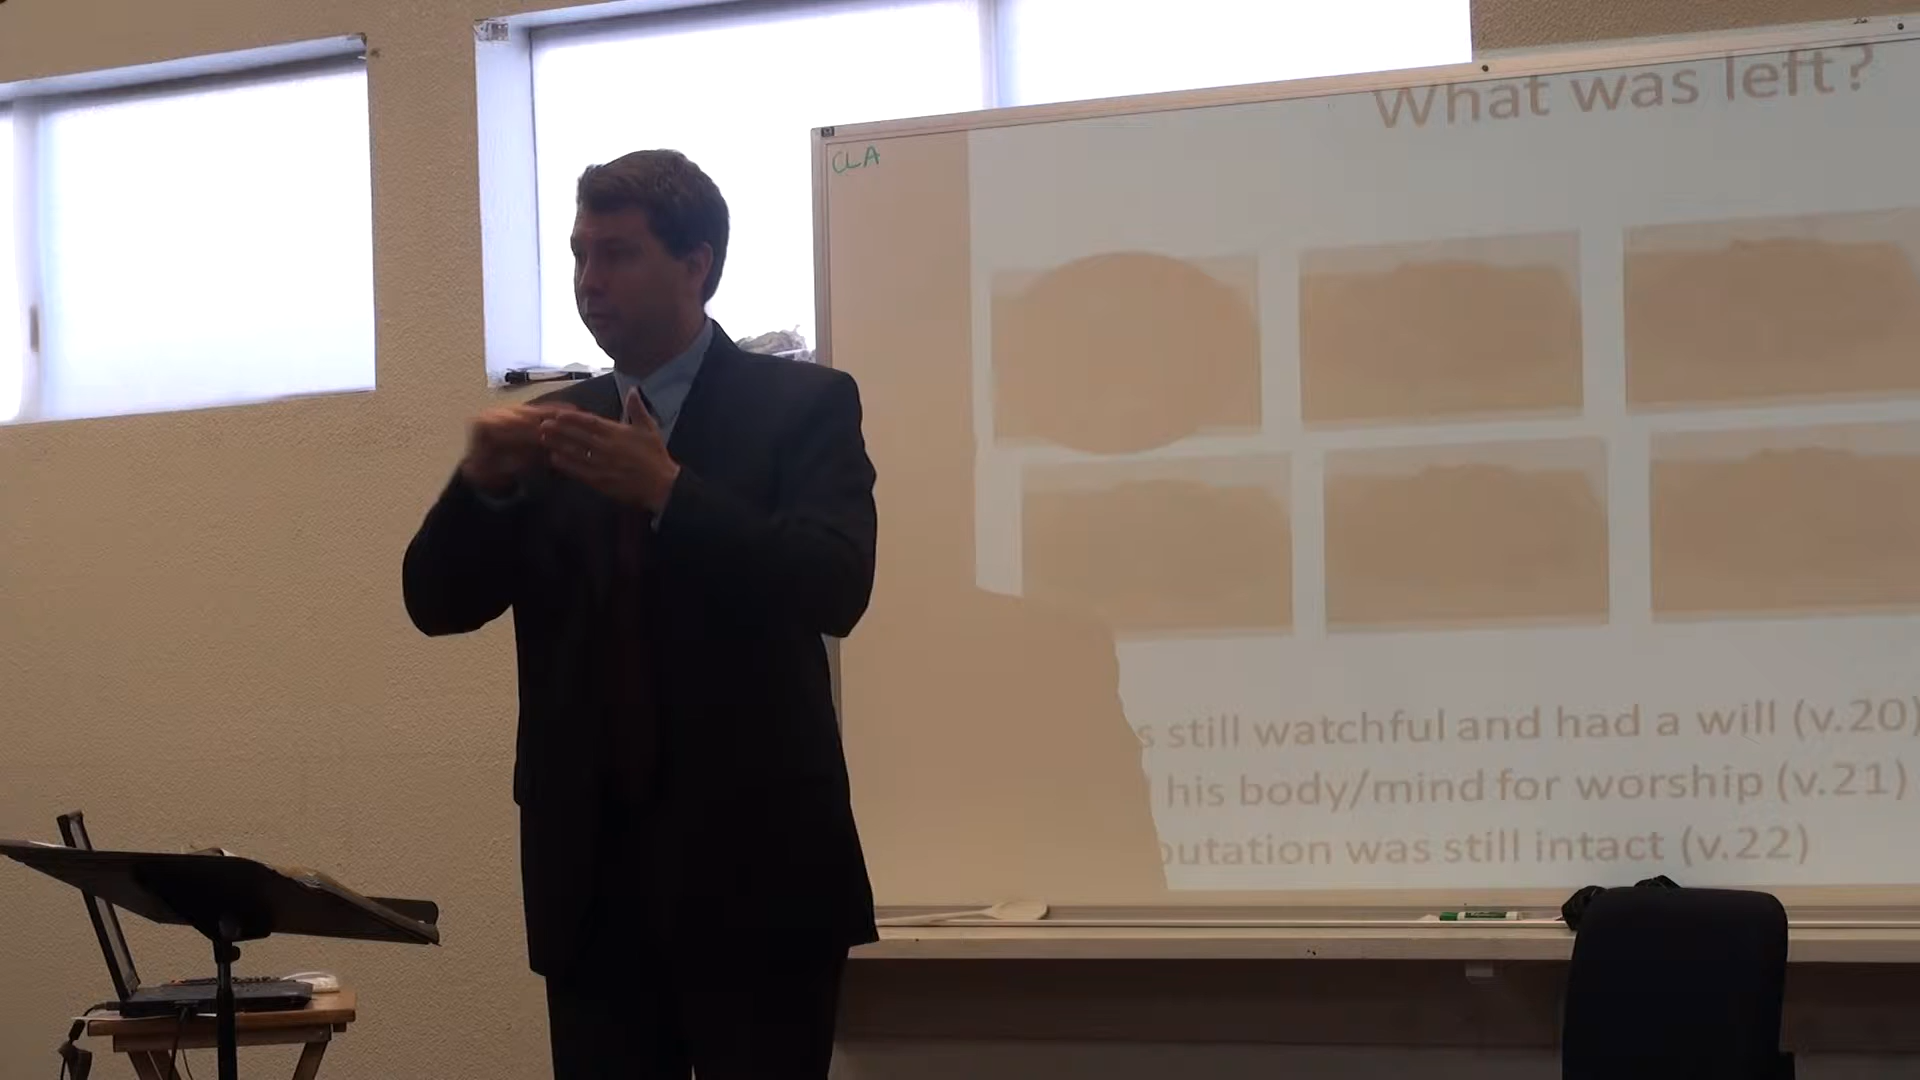 What was left?
CLA
still watchful and had a will (v.20)
his body/mind for worship (v.21)
was still intact (v.22)